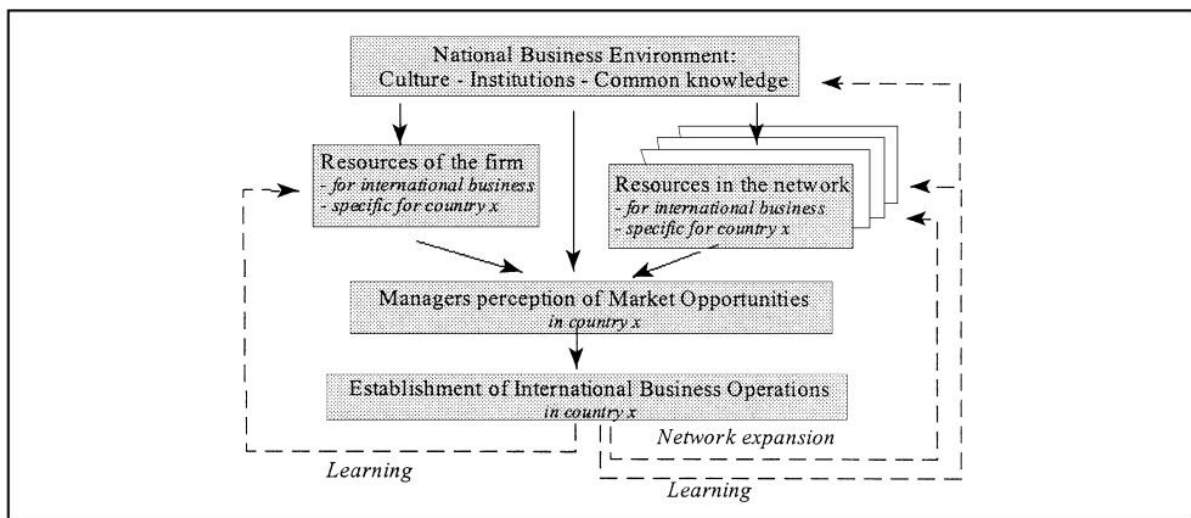 National Business Environment:
Culture - Institutions - Common knowledge
Resources of the firm
- for international business
- specific for country x
Resources in the network
- for international business
- specific for country x
Managers perception of Market Opportunities
in country x
Establishment of International Business Operations
in country x
Network expansion
Learning
Learning